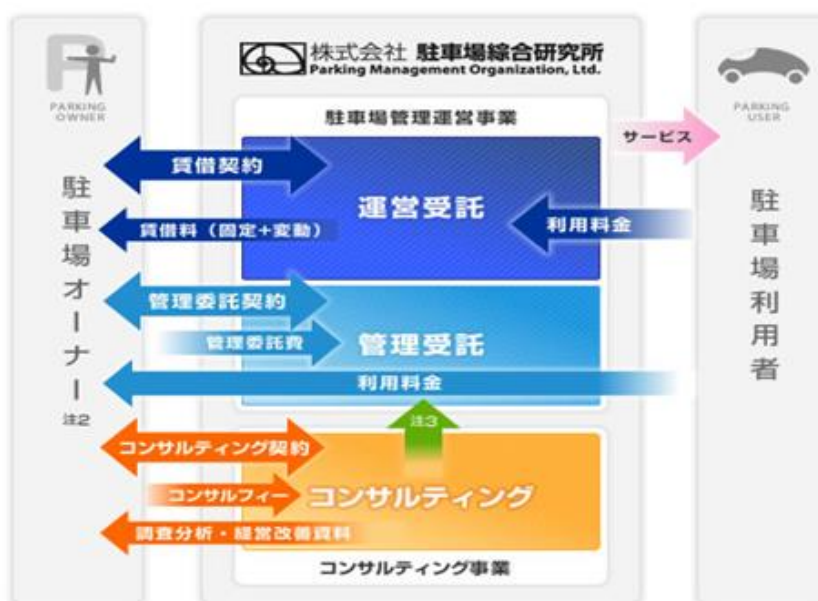 PARKING
OWNER
駐車場オーナー
注2
株式会社 駐車場綜合研究所
Parking Management Organization, Ltd.
駐車場管理運営事業
賃借契約
運営受託
賃借料（固定+変動）
利用料金
管理委託契約
管理委託費
管理受託
利用料金
注3
コンサルティング契約
コンサルフィー
コンサルティング
調査分析・経営改善資料
コンサルティング事業
サービス
PARKING
USER
駐車場利用者